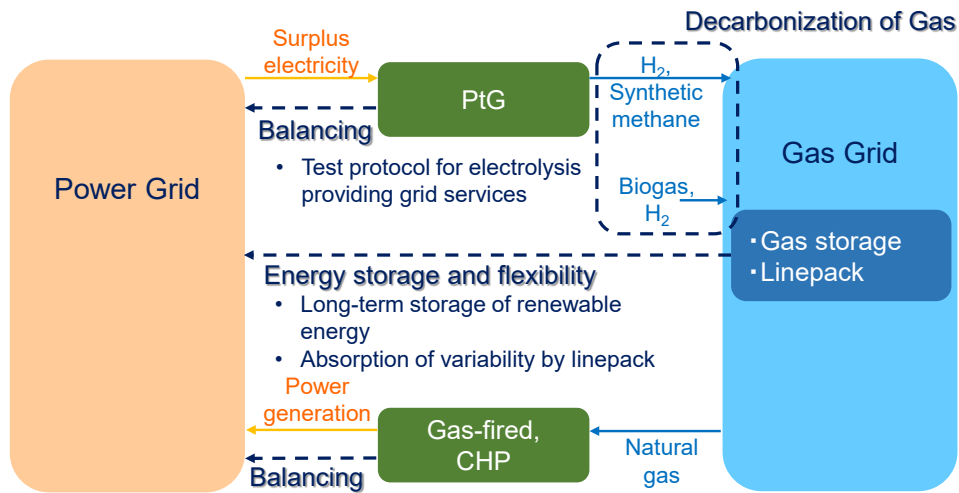 Decarbonization of Gas
Surplus
electricity
PtG
H₂,
Synthetic
methane
Balancing
• Test protocol for electrolysis
providing grid services
Biogas,
H₂
Power Grid
Gas Grid
・Gas storage
・Linepack
Energy storage and flexibility
• Long-term storage of renewable
energy
• Absorption of variability by linepack
Power
generation
Gas-fired,
CHP
Natural
gas
Balancing